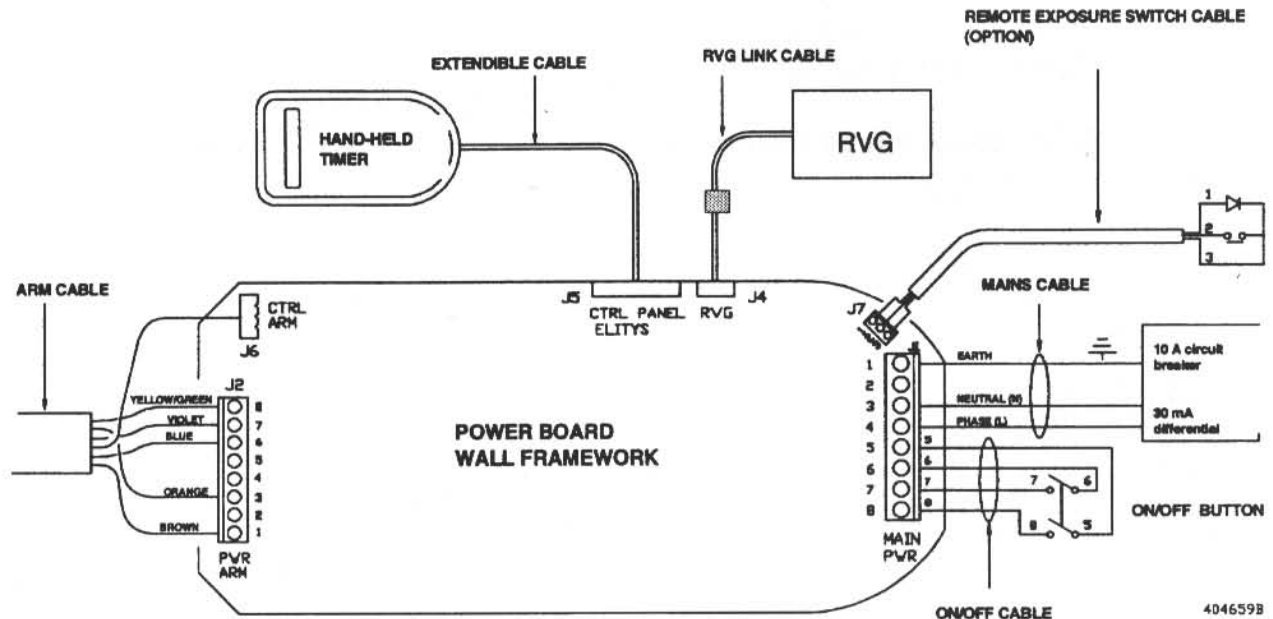 REMOTE EXPOSURE SWITCH CABLE
(OPTION)
EXTENDIBLE CABLE
RVG LINK CABLE
HAND-HELD
TIMER
RVG
1
2
3
ARM CABLE
MAINS CABLE
CTRL
ARM
J6
J5
CTRL PANEL
ELITYS
RVG
J4
J7
J2
YELLOW/GREEN
8
VIOLET
7
BLUE
6
5
4
ORANGE
3
2
BROWN
1
PWR
ARM
POWER BOARD
WALL FRAMEWORK
1
EARTH
2
3
NEUTRAL (N)
4
PHASE (L)
5
5
6
6
7
7
8
MAIN
PWR
10 A circuit
breaker
30 mA
differential
7
6
8
5
ON/OFF BUTTON
ON/OFF CABLE
404659B